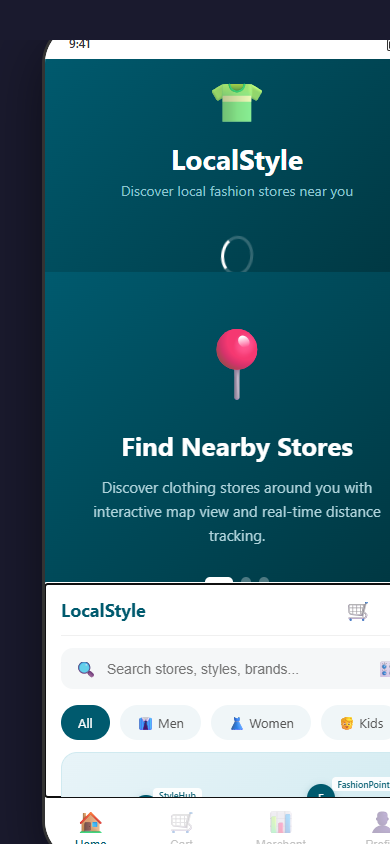 9:41
LocalStyle
Discover local fashion stores near you
Find Nearby Stores
Discover clothing stores around you with
interactive map view and real-time distance
tracking.
LocalStyle
Search stores, styles, brands...
All
Men
Women
Kids
StyleHub
FashionPoint
Home
Cart
Merchant